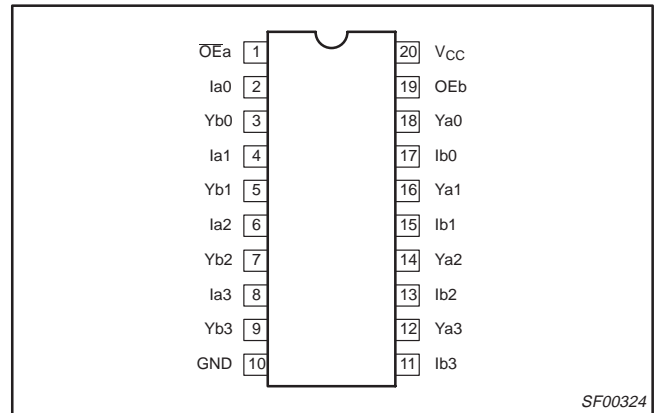 O̅E̅a 1 20 VCC
Ia0 2 19 OEb
Yb0 3 18 Ya0
Ia1 4 17 Ib0
Yb1 5 16 Ya1
Ia2 6 15 Ib1
Yb2 7 14 Ya2
Ia3 8 13 Ib2
Yb3 9 12 Ya3
GND 10 11 Ib3
SF00324